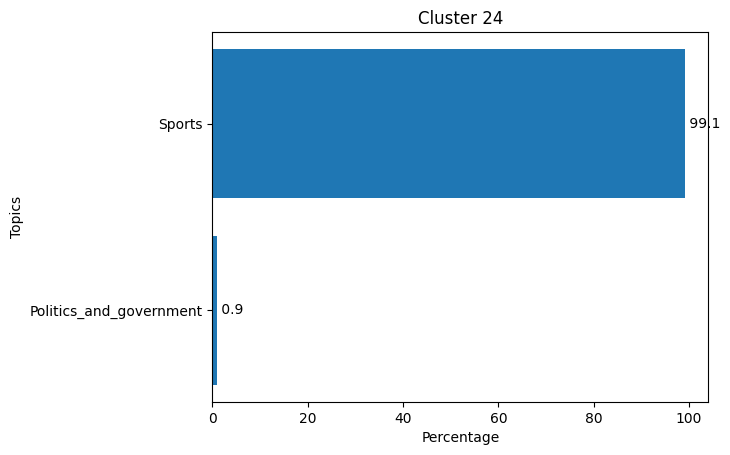 Cluster 24
Topics
Sports
99.1
Politics_and_government
0.9
0 20 40 60 80 100
Percentage